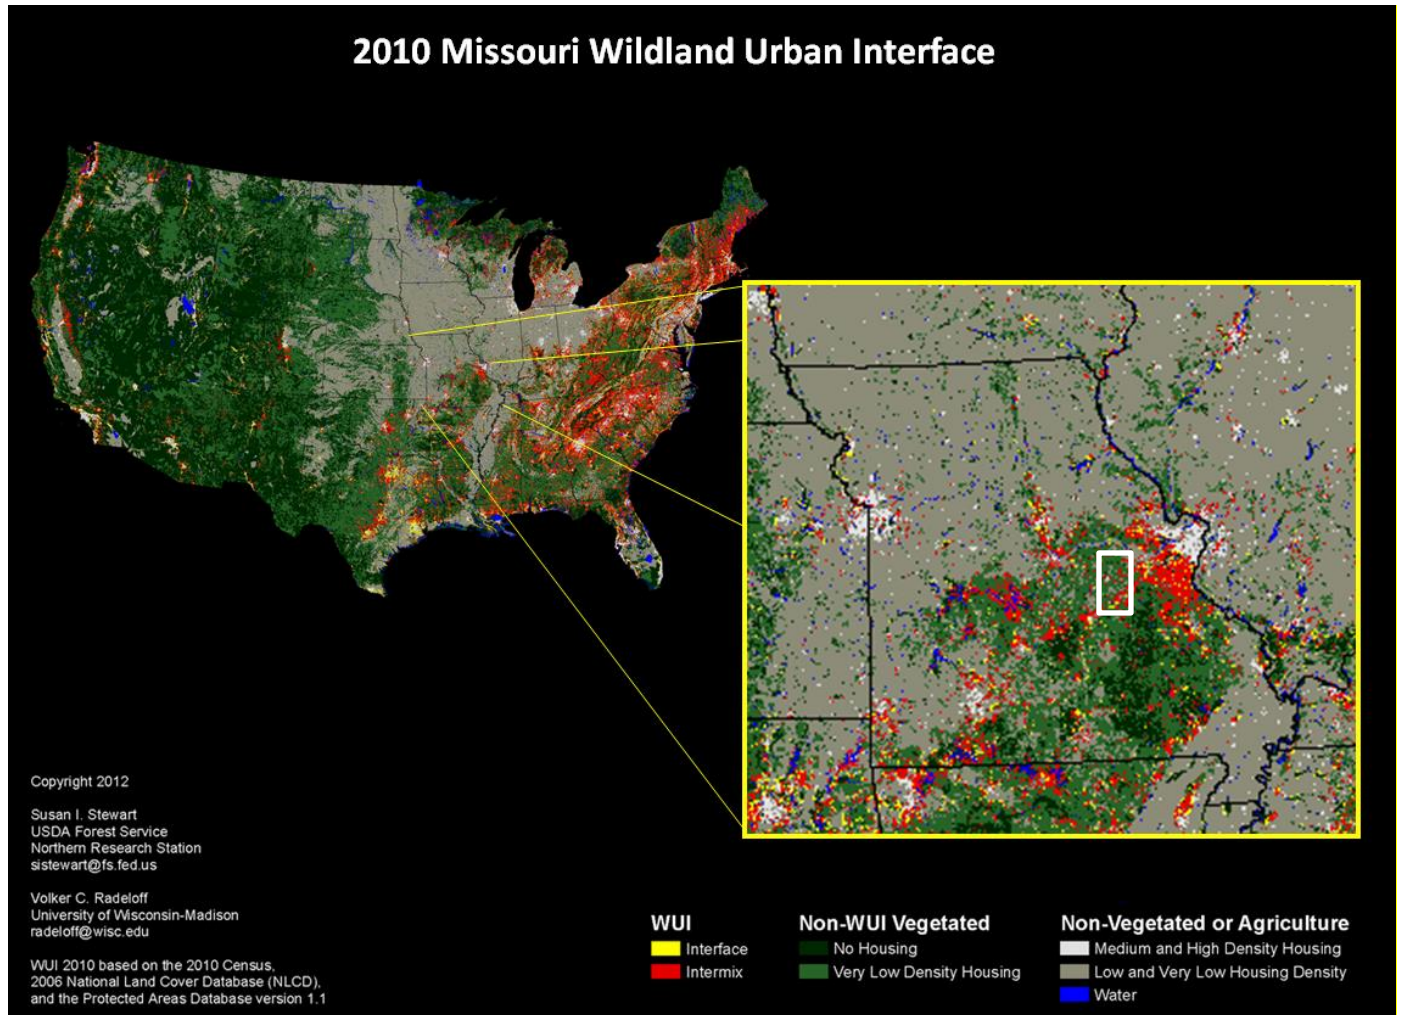 2010 Missouri Wildland Urban Interface
Copyright 2012
Susan I. Stewart
USDA Forest Service
Northern Research Station
sistewart@fs.fed.us
Volker C. Radeloff
University of Wisconsin-Madison
radeloff@wisc.edu
WUI 2010 based on the 2010 Census,
2006 National Land Cover Database (NLCD),
and the Protected Areas Database version 1.1
WUI
Interface
Intermix
Non-WUI Vegetated
No Housing
Very Low Density Housing
Non-Vegetated or Agriculture
Medium and High Density Housing
Low and Very Low Housing Density
Water